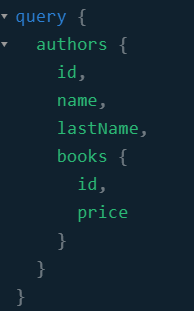 query {
  authors {
    id,
    name,
    lastName,
    books {
      id,
      price
    }
  }
}